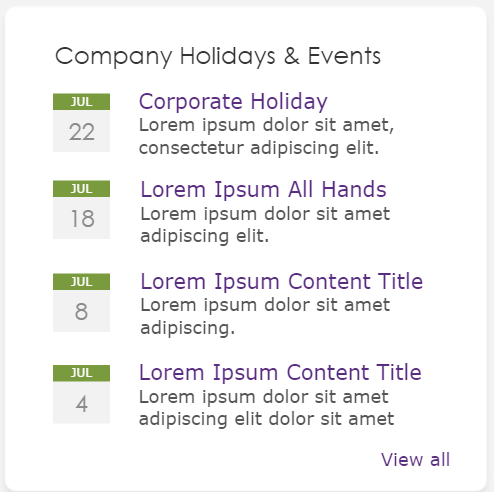 Company Holidays & Events
JUL
22
Corporate Holiday
Lorem ipsum dolor sit amet,
consectetur adipiscing elit.
JUL
18
Lorem Ipsum All Hands
Lorem ipsum dolor sit amet
adipiscing elit.
JUL
8
Lorem Ipsum Content Title
Lorem ipsum dolor sit amet
adipiscing.
JUL
4
Lorem Ipsum Content Title
Lorem ipsum dolor sit amet
adipiscing elit dolor sit amet
View all